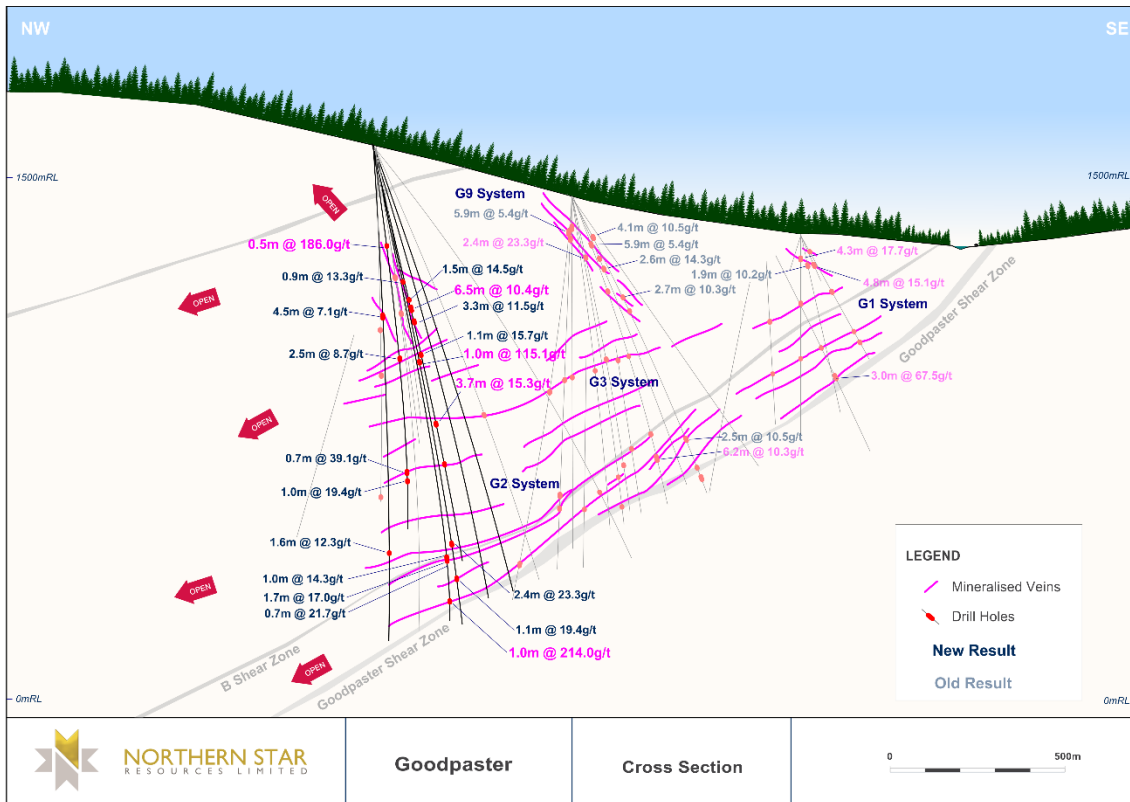 NW
SE
1500mRL
1500mRL
G9 System
5.9m @ 5.4g/t
4.1m @ 10.5g/t
OPEN
2.4m @ 23.3g/t
5.9m @ 5.4g/t
0.5m @ 186.0g/t
2.6m @ 14.3g/t
4.3m @ 17.7g/t
1.5m @ 14.5g/t
1.9m @ 10.2g/t
0.9m @ 13.3g/t
6.5m @ 10.4g/t
2.7m @ 10.3g/t
4.8m @ 15.1g/t
OPEN
3.3m @ 11.5g/t
G1 System
4.5m @ 7.1g/t
1.1m @ 15.7g/t
Goodpaster Shear Zone
2.5m @ 8.7g/t
1.0m @ 115.1g/t
3.7m @ 15.3g/t
G3 System
3.0m @ 67.5g/t
OPEN
2.5m @ 10.5g/t
6.2m @ 10.3g/t
0.7m @ 39.1g/t
G2 System
1.0m @ 19.4g/t
1.6m @ 12.3g/t
1.0m @ 14.3g/t
OPEN
1.7m @ 17.0g/t
2.4m @ 23.3g/t
0.7m @ 21.7g/t
1.1m @ 19.4g/t
1.0m @ 214.0g/t
B Shear Zone
Goodpaster Shear Zone
OPEN
LEGEND
Mineralised Veins
Drill Holes
New Result
Old Result
0mRL
0mRL
NORTHERN STAR
RESOURCES LIMITED
Goodpaster
Cross Section
0
500m